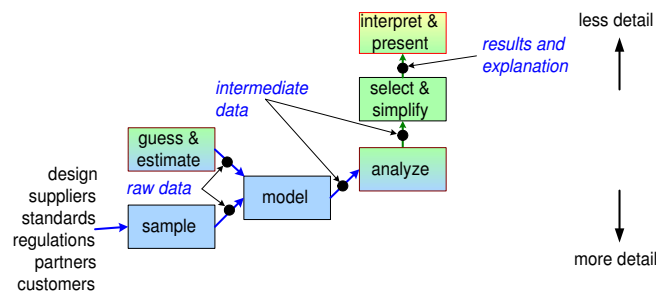 interpret &
present
less detail
results and
explanation
intermediate
data
select &
simplify
guess &
estimate
analyze
design
suppliers
standards
regulations
partners
customers
raw data
model
sample
more detail